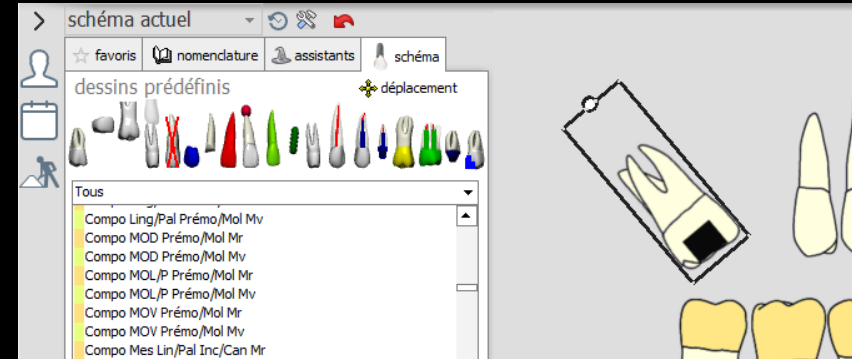 schéma actuel
favoris nomenclature assistants schéma
dessins prédéfinis déplacement
Tous
Compo Ling/Pal Prémo/Mol Mv
Compo MOD Prémo/Mol Mr
Compo MOD Prémo/Mol Mv
Compo MOL/P Prémo/Mol Mr
Compo MOL/P Prémo/Mol Mv
Compo MOV Prémo/Mol Mr
Compo MOV Prémo/Mol Mv
Compo Mes Lin/Pal Inc/Can Mr